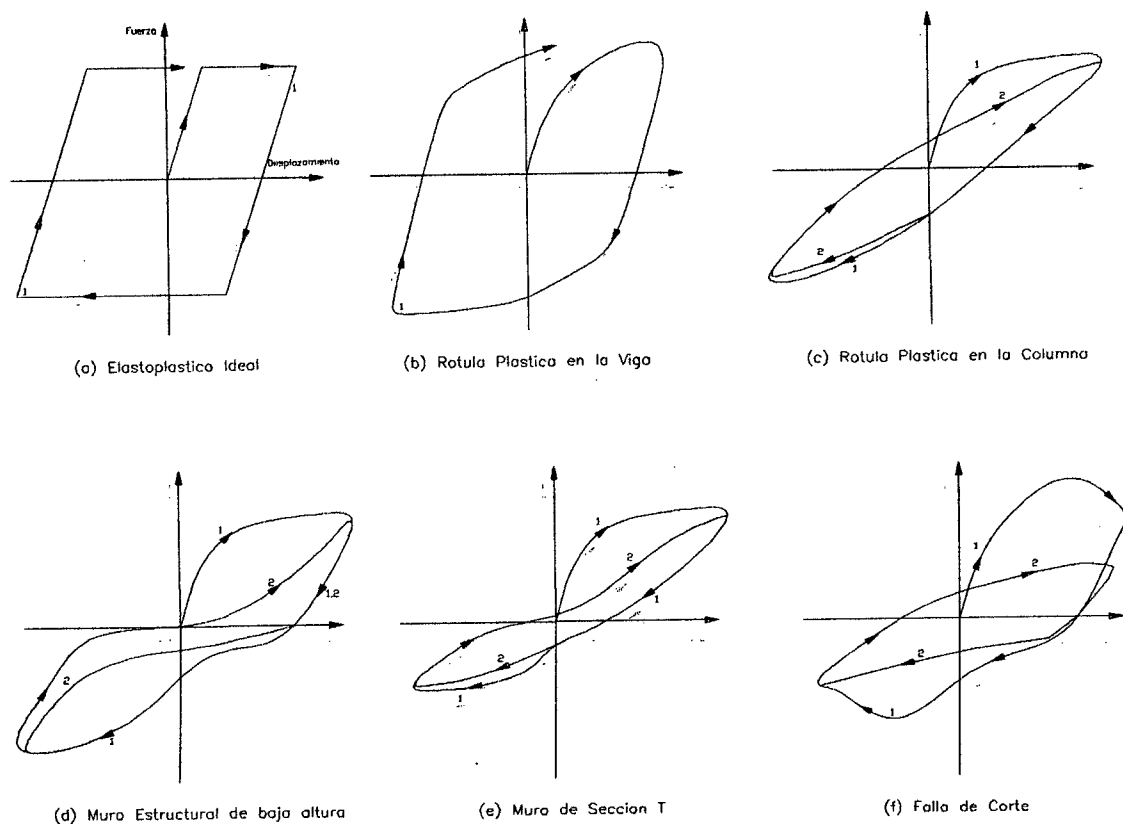 Fuerza
1
Desplazamiento
1
(a) Elastoplastico Ideal
1
(b) Rotula Plastica en la Viga
1
2
2
1
(c) Rotula Plastica en la Columna
1
2
1,2
2
1
(d) Muro Estructural de baja altura
1
2
1
2
1
(e) Muro de Seccion T
1
2
2
1
(f) Falla de Corte